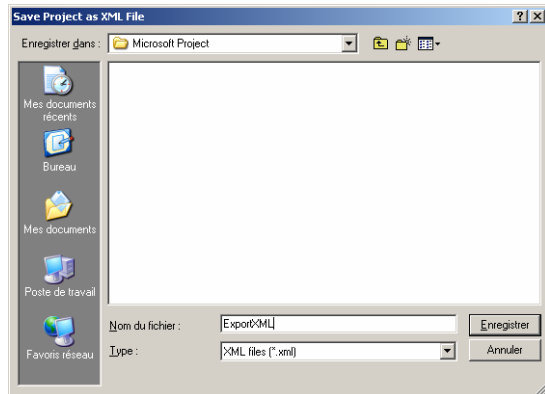 Save Project as XML File
Enregistrer dans :
Microsoft Project
Mes documents
récents
Bureau
Mes documents
Poste de travail
Favoris réseau
Nom du fichier :
ExportXML
Enregistrer
Type :
XML files (*.xml)
Annuler